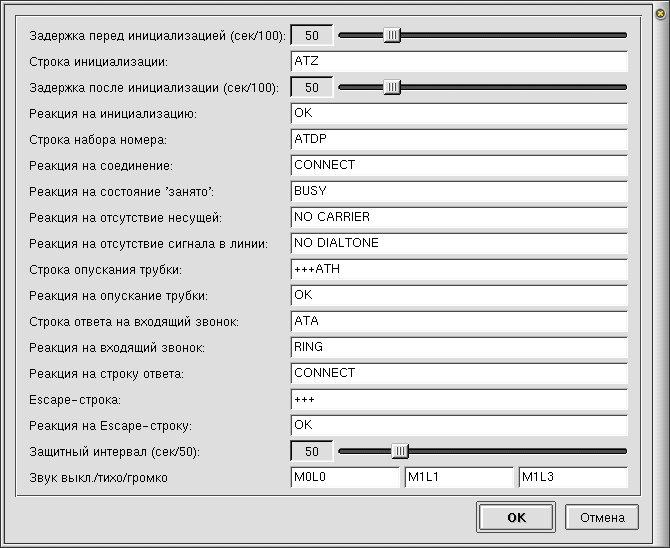 Задержка перед инициализацией (сек/100): 50
Строка инициализации: ATZ
Задержка после инициализации (сек/100): 50
Реакция на инициализацию: OK
Строка набора номера: ATDP
Реакция на соединение: CONNECT
Реакция на состояние 'занято': BUSY
Реакция на отсутствие несущей: NO CARRIER
Реакция на отсутствие сигнала в линии: NO DIALTONE
Строка опускания трубки: +++ATH
Реакция на опускание трубки: OK
Строка ответа на входящий звонок: ATA
Реакция на входящий звонок: RING
Реакция на строку ответа: CONNECT
Escape-строка: +++
Реакция на Escape-строку: OK
Защитный интервал (сек/50): 50
Звук выкл./тихо/громко M0L0 M1L1 M1L3
OK Отмена